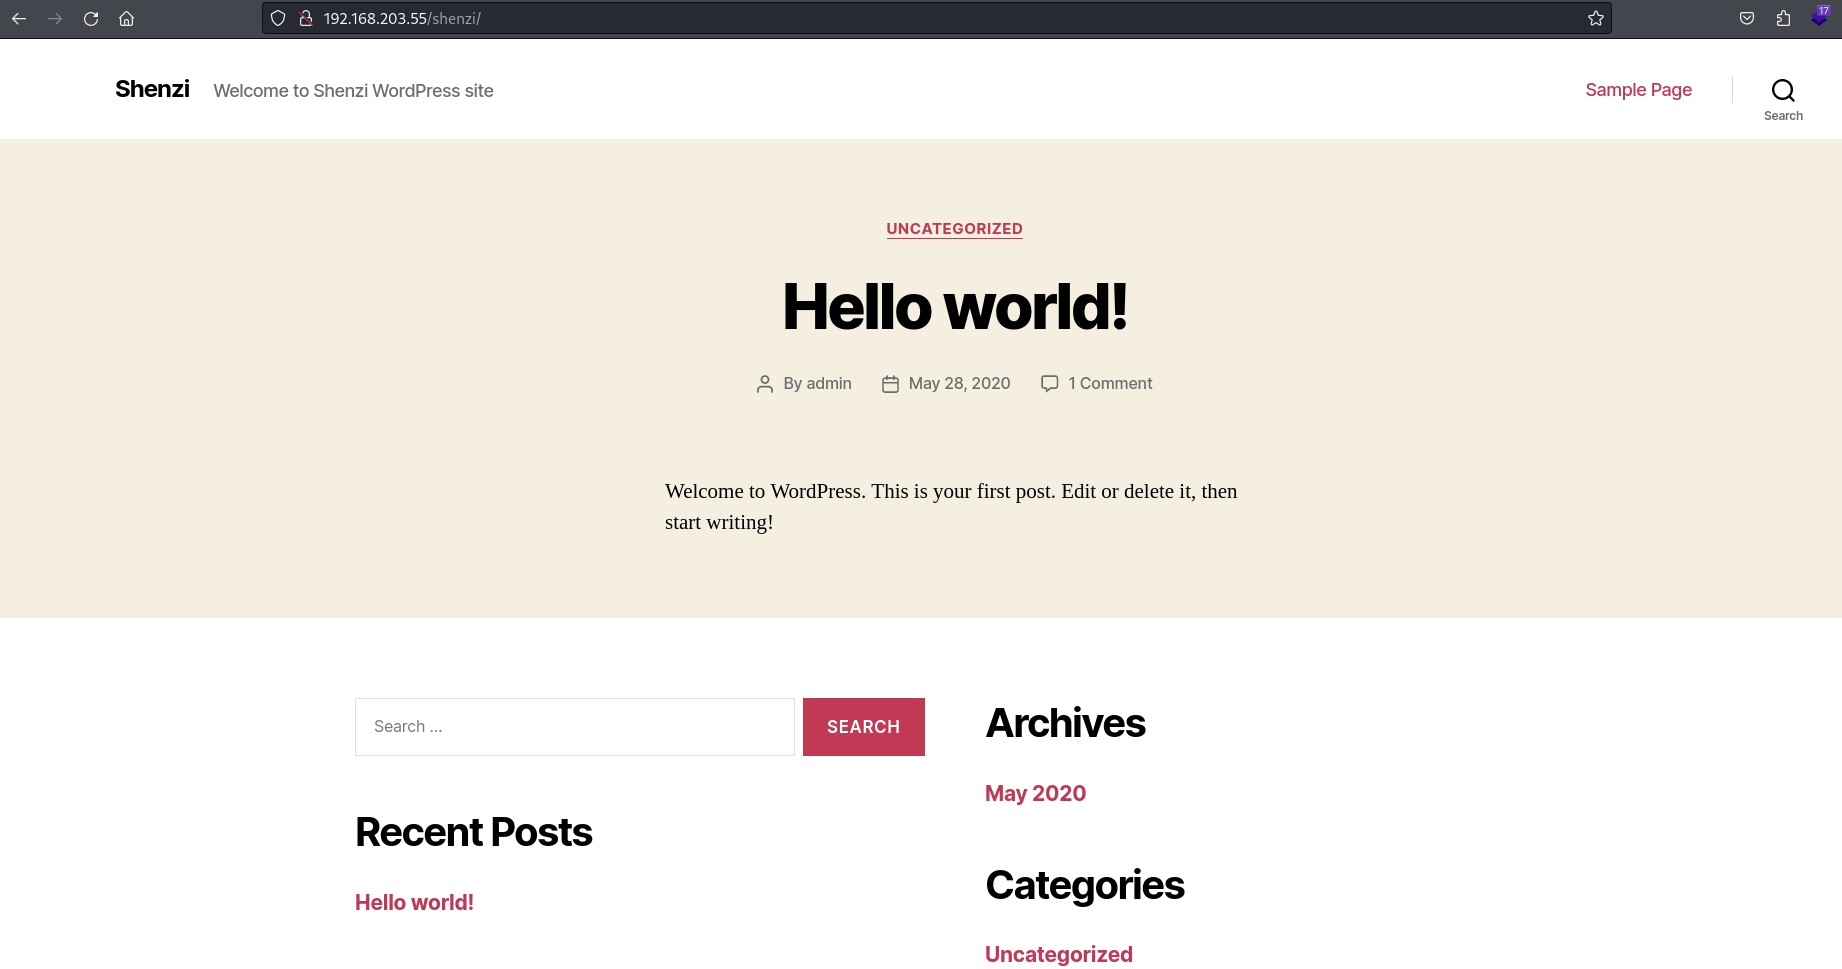 192.168.203.55/shenzi/
17
Shenzi
Welcome to Shenzi WordPress site
Sample Page
Search
UNCATEGORIZED
Hello world!
By admin
May 28, 2020
1 Comment
Welcome to WordPress. This is your first post. Edit or delete it, then
start writing!
Search …
SEARCH
Recent Posts
Hello world!
Archives
May 2020
Categories
Uncategorized